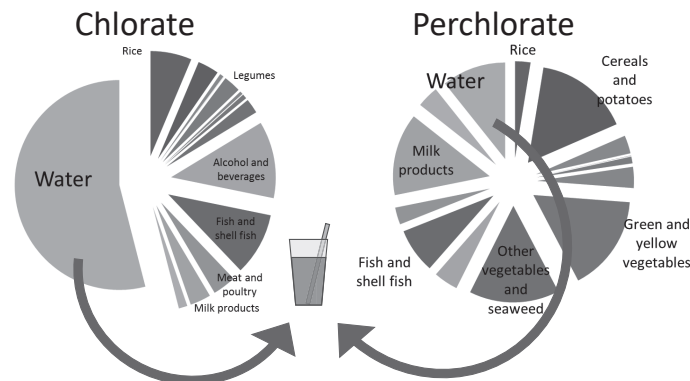 Chlorate
Rice
Legumes
Water
Alcohol and
beverages
Fish and
shell fish
Meat and
poultry
Milk products
Perchlorate
Rice
Water
Cereals
and
potatoes
Milk
products
Green and
yellow
vegetables
Other
vegetables
and
seaweed
Fish and
shell fish